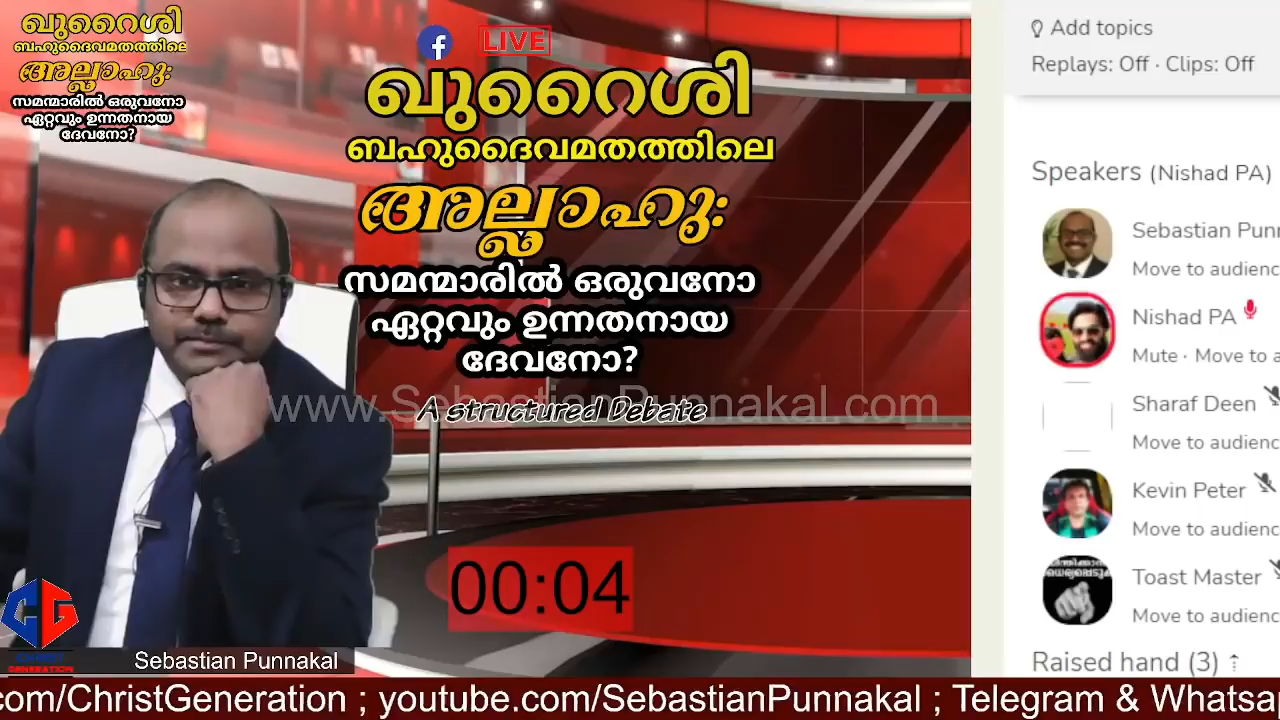 ഖുറൈശി
ബഹുദൈവമതത്തിലെ
അല്ലാഹു:
സമന്മാരിൽ ഒരുവനോ
ഏറ്റവും ഉന്നതനായ
ദേവനോ?
LIVE
ഖുറൈശി
ബഹുദൈവമതത്തിലെ
അല്ലാഹു:
സമന്മാരിൽ ഒരുവനോ
ഏറ്റവും ഉന്നതനായ
ദേവനോ?
www.SebastianPunnakal.com
A structured Debate
00:04
CHRIST
GENERATION
Sebastian Punnakal
com/ChristGeneration ; youtube.com/SebastianPunnakal ; Telegram & Whatsap
Add topics
Replays: Off · Clips: Off
Speakers (Nishad PA)
Sebastian Punn
Move to audienc
Nishad PA
Mute · Move to a
Sharaf Deen
Move to audienc
Kevin Peter
Move to audienc
Toast Master
Move to audienc
Raised hand (3)